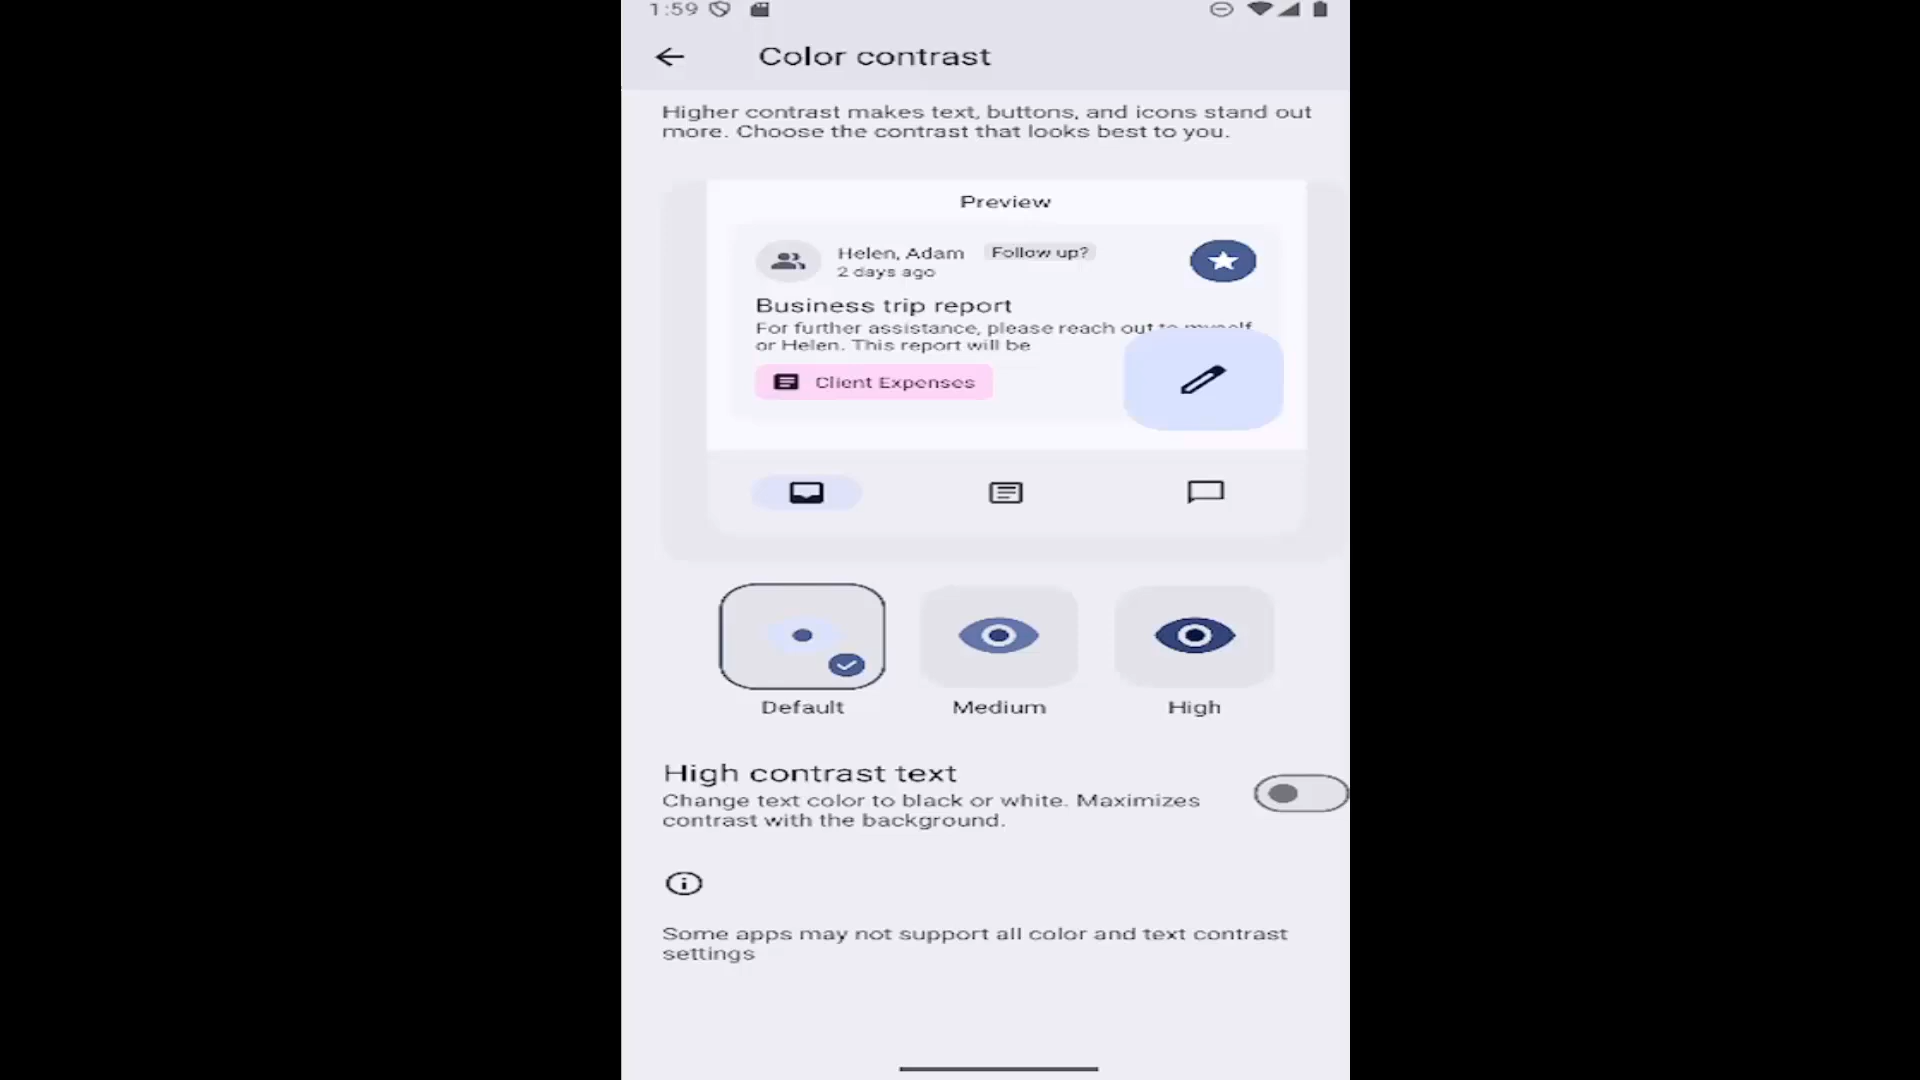 1:59
Color contrast
Higher contrast makes text, buttons, and icons stand out
more. Choose the contrast that looks best to you.
Preview
Helen, Adam Follow up?
2 days ago
Business trip report
For further assistance, please reach out to myself
or Helen. This report will be
Client Expenses
Default Medium High
High contrast text
Change text color to black or white. Maximizes
contrast with the background.
Some apps may not support all color and text contrast
settings